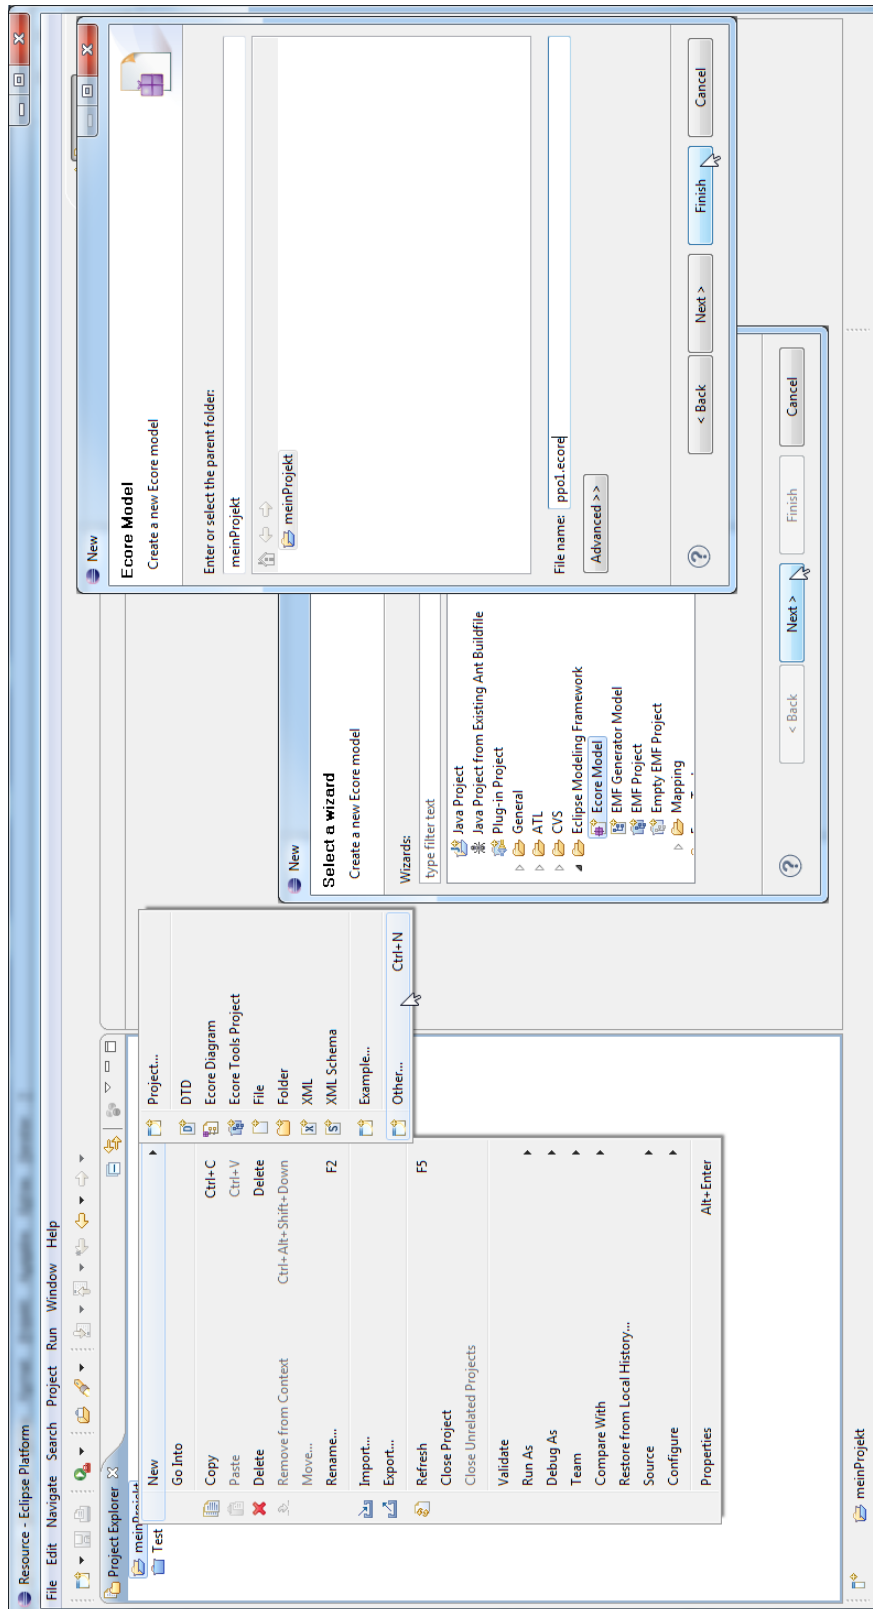 Resource - Eclipse Platform
File Edit Navigate Search Project Run Window Help
Project Explorer
meinProjekt
Test
New
Go Into
Copy Ctrl+C
Paste Ctrl+V
Delete Delete
Remove from Context Ctrl+Alt+Shift+Down
Move...
Rename... F2
Import...
Export...
Refresh F5
Close Project
Close Unrelated Projects
Validate
Run As
Debug As
Team
Compare With
Restore from Local History...
Source
Configure
Properties Alt+Enter
Project...
DTD
Ecore Diagram
Ecore Tools Project
File
Folder
XML
XML Schema
Example...
Other... Ctrl+N
New
Select a wizard
Create a new Ecore model
Wizards:
type filter text
Java Project
Java Project from Existing Ant Buildfile
Plug-in Project
General
ATL
CVS
Eclipse Modeling Framework
Ecore Model
EMF Generator Model
EMF Project
Empty EMF Project
Mapping
< Back Next > Finish Cancel
New
Ecore Model
Create a new Ecore model
Enter or select the parent folder:
meinProjekt
meinProjekt
File name: ppo1.ecore
Advanced >>
< Back Next > Finish Cancel
meinProjekt